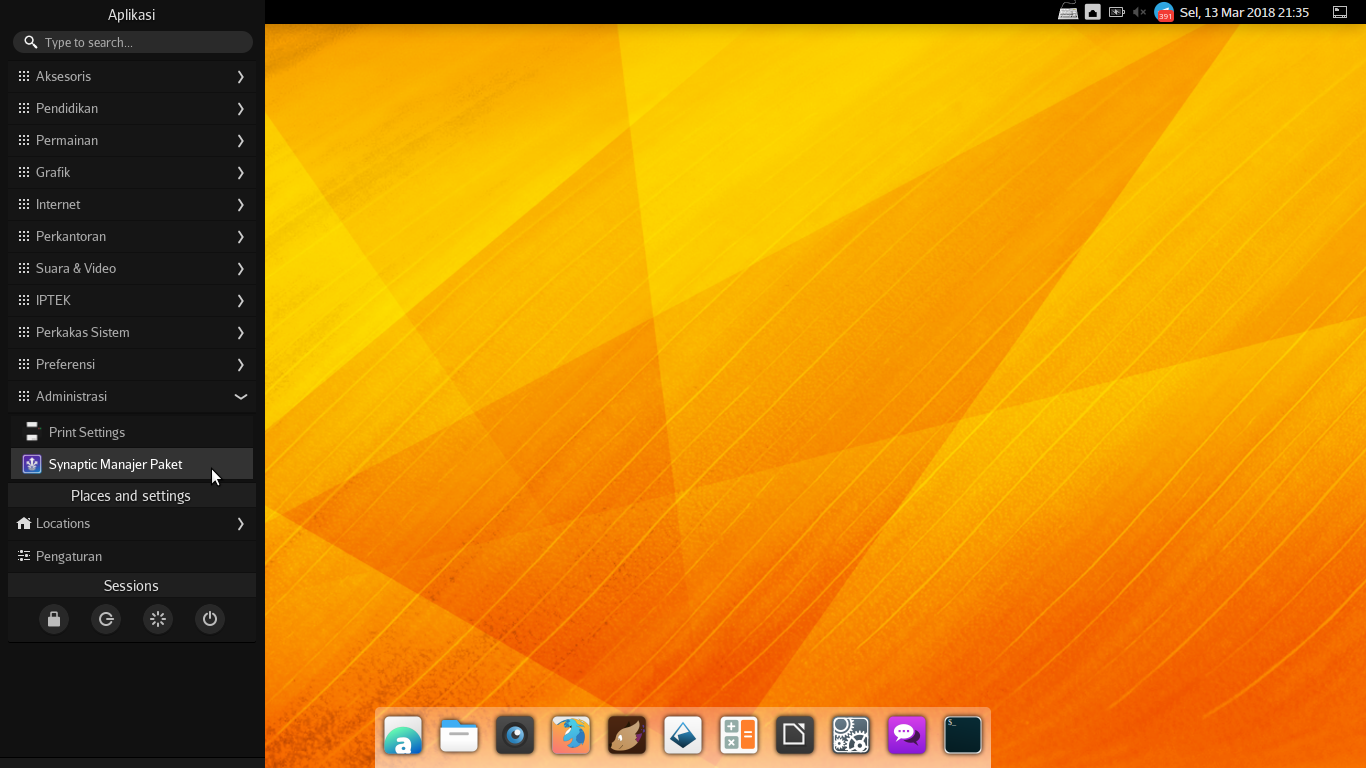 Aplikasi
391
Sel, 13 Mar 2018 21:35
Type to search...
Aksesoris
Pendidikan
Permainan
Grafik
Internet
Perkantoran
Suara & Video
IPTEK
Perkakas Sistem
Preferensi
Administrasi
Print Settings
Synaptic Manajer Paket
Places and settings
Locations
Pengaturan
Sessions
a
$_